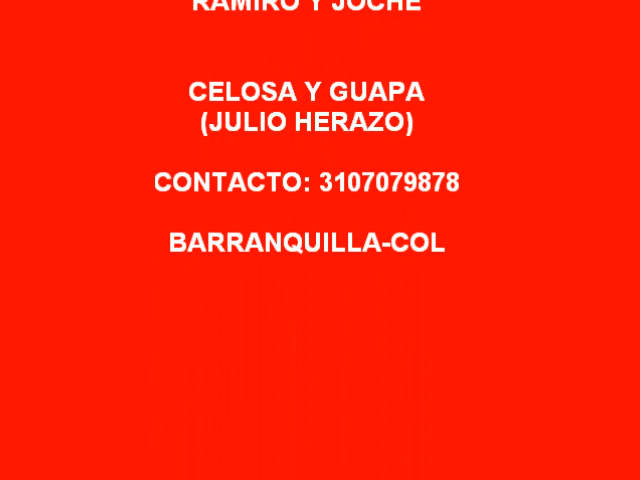 RAMIRO Y JOCHE
CELOSA Y GUAPA
(JULIO HERAZO)
CONTACTO: 3107079878
BARRANQUILLA-COL